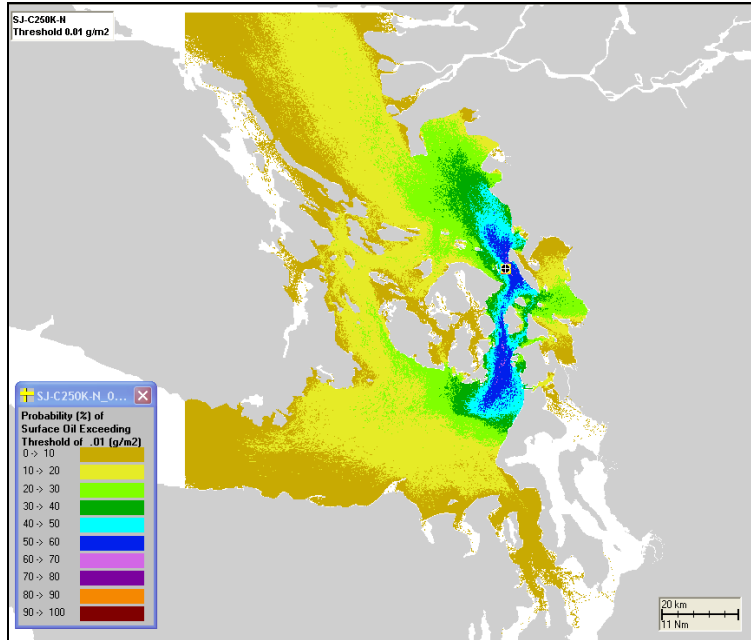 SJ-C250K-N
Threshold 0.01 g/m2
SJ-C250K-N_0...
Probability (%) of
Surface Oil Exceeding
Threshold of .01 (g/m2)
0 -> 10
10 -> 20
20 -> 30
30 -> 40
40 -> 50
50 -> 60
60 -> 70
70 -> 80
80 -> 90
90 -> 100
20 km
11 Nm